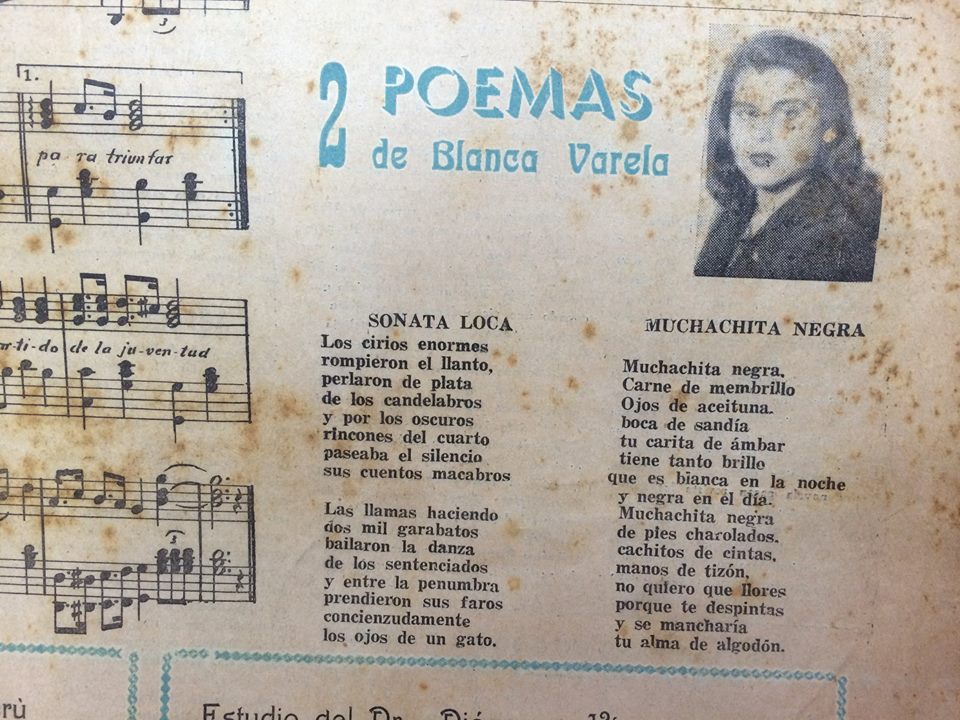 1.
pa ra triunfar
ar-ti-do de la ju-ven-tud
3
3
2 POEMAS
de Blanca Varela
SONATA LOCA
Los cirios enormes
rompieron el llanto,
perlaron de plata
de los candelabros
y por los oscuros
rincones del cuarto
paseaba el silencio
sus cuentos macabros
Las llamas haciendo
dos mil garabatos
bailaron la danza
de los sentenciados
y entre la penumbra
prendieron sus faros
concienzudamente
los ojos de un gato.
MUCHACHITA NEGRA
Muchachita negra.
Carne de membrillo
Ojos de aceituna.
boca de sandía
tu carita de ámbar
tiene tanto brillo
que es bianca en la noche
y negra en el día.
Muchachita negra
de pies charolados.
cachitos de cintas.
manos de tizón,
no quiero que llores
porque te despintas
y se mancharía
tu alma de algodón.
rù
Estudio del Dr.